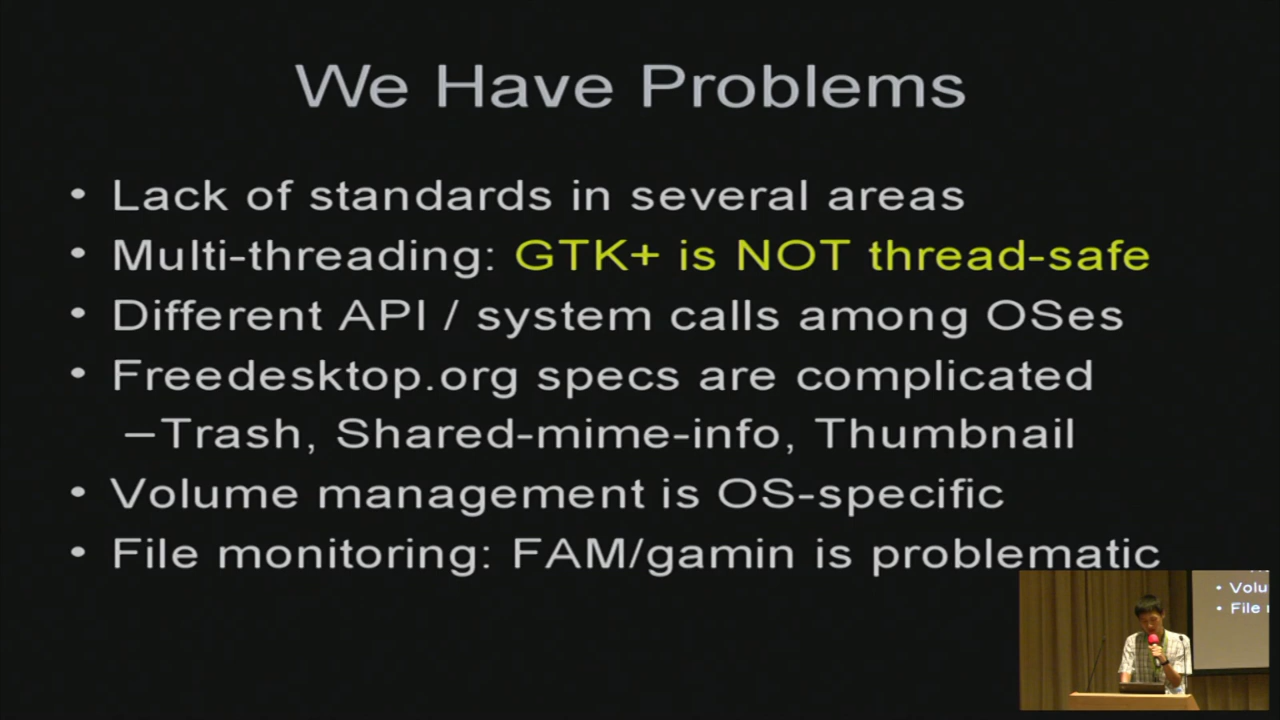 We Have Problems
• Lack of standards in several areas
• Multi-threading: GTK+ is NOT thread-safe
• Different API / system calls among OSes
• Freedesktop.org specs are complicated
–Trash, Shared-mime-info, Thumbnail
• Volume management is OS-specific
• File monitoring: FAM/gamin is problematic
• Volu
• File